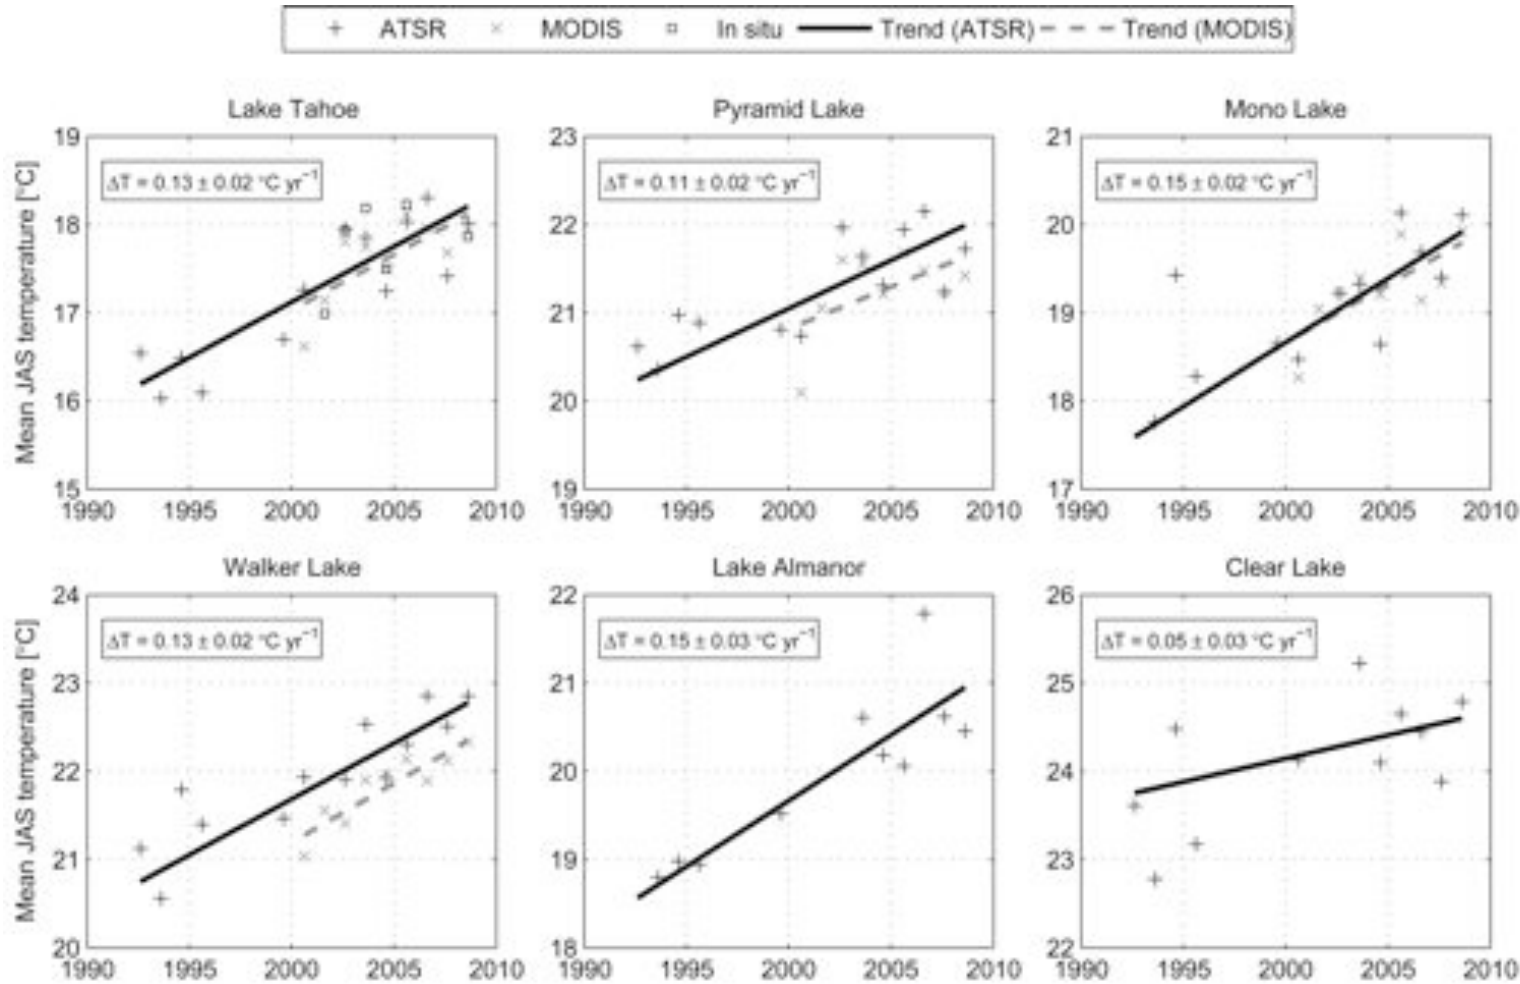 ATSR MODIS In situ Trend (ATSR) Trend (MODIS)
Lake Tahoe Pyramid Lake Mono Lake
Mean JAS temperature [°C]
19
18
17
16
15
ΔT = 0.13 ± 0.02 °C yr⁻¹
1990 1995 2000 2005 2010
23
22
21
20
19
ΔT = 0.11 ± 0.02 °C yr⁻¹
1990 1995 2000 2005 2010
21
20
19
18
17
ΔT = 0.15 ± 0.02 °C yr⁻¹
1990 1995 2000 2005 2010
Walker Lake Lake Almanor Clear Lake
Mean JAS temperature [°C]
24
23
22
21
20
ΔT = 0.13 ± 0.02 °C yr⁻¹
1990 1995 2000 2005 2010
22
21
20
19
18
ΔT = 0.15 ± 0.03 °C yr⁻¹
1990 1995 2000 2005 2010
26
25
24
23
22
ΔT = 0.05 ± 0.03 °C yr⁻¹
1990 1995 2000 2005 2010